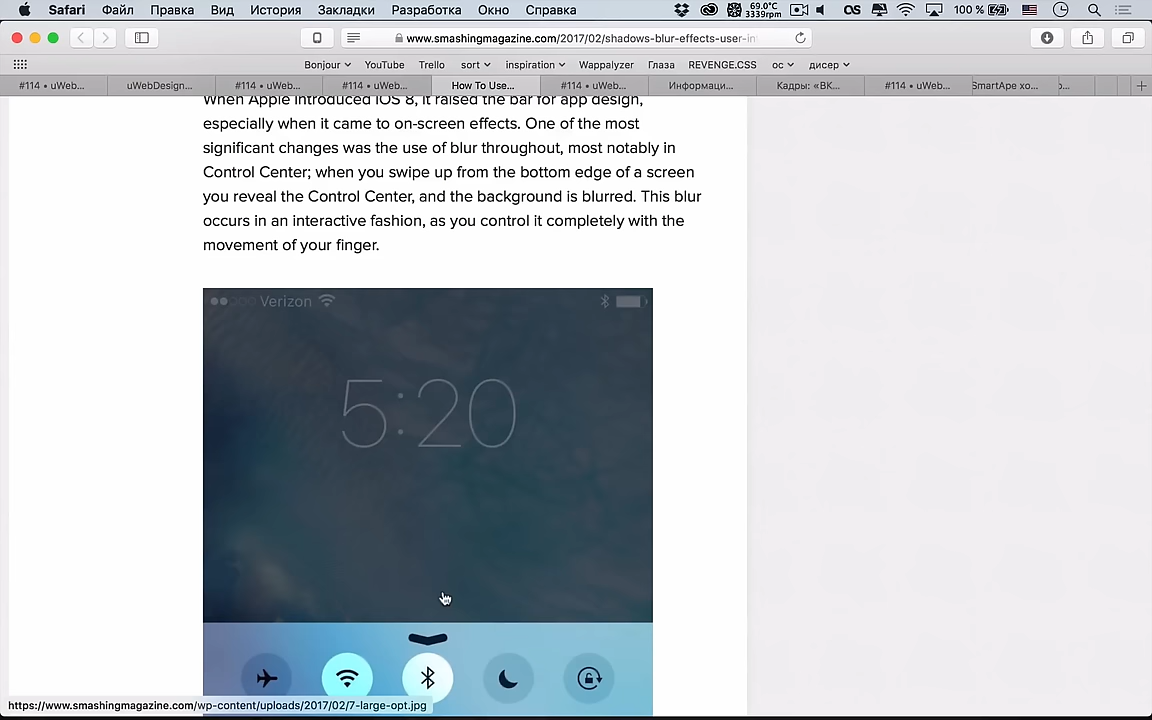 Safari Файл Правка Вид История Закладки Разработка Окно Справка 69.0°C 3339rpm 100 %
www.smashingmagazine.com/2017/02/shadows-blur-effects-user-in
Bonjour YouTube Trello sort inspiration Wappalyzer Глаза REVENGE.CSS ос дисер
#114 • uWeb... uWebDesign... #114 • uWeb... #114 • uWeb... How To Use... #114 • uWeb... Информаци... Кадры: «ВК... #114 • uWeb... SmartApe хо...
When Apple introduced iOS 8, it raised the bar for app design,
especially when it came to on-screen effects. One of the most
significant changes was the use of blur throughout, most notably in
Control Center; when you swipe up from the bottom edge of a screen
you reveal the Control Center, and the background is blurred. This blur
occurs in an interactive fashion, as you control it completely with the
movement of your finger.
Verizon
5:20
https://www.smashingmagazine.com/wp-content/uploads/2017/02/7-large-opt.jpg